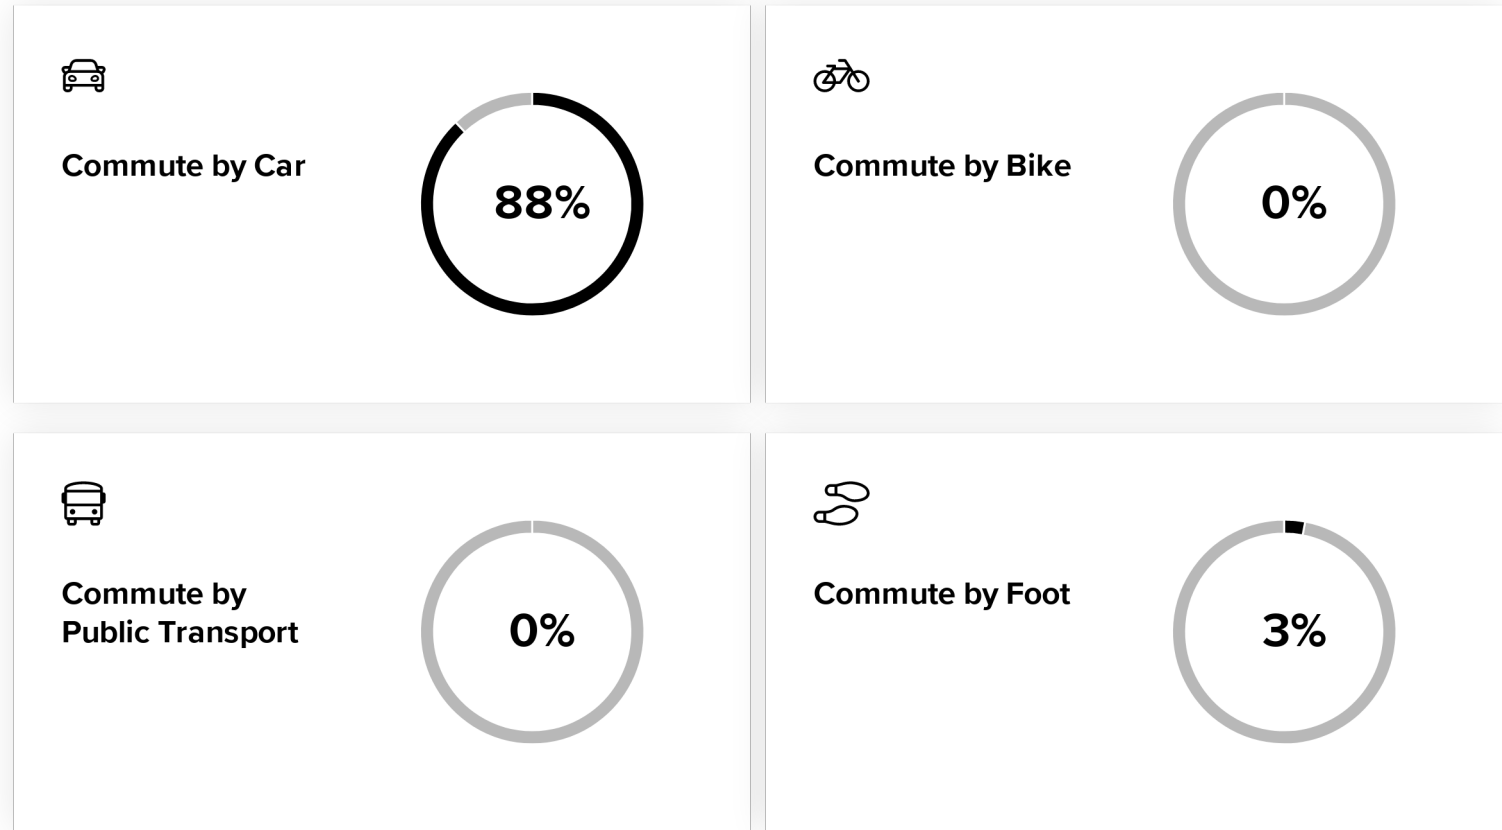 Commute by Car
88%
Commute by Bike
0%
Commute by
Public Transport
0%
Commute by Foot
3%